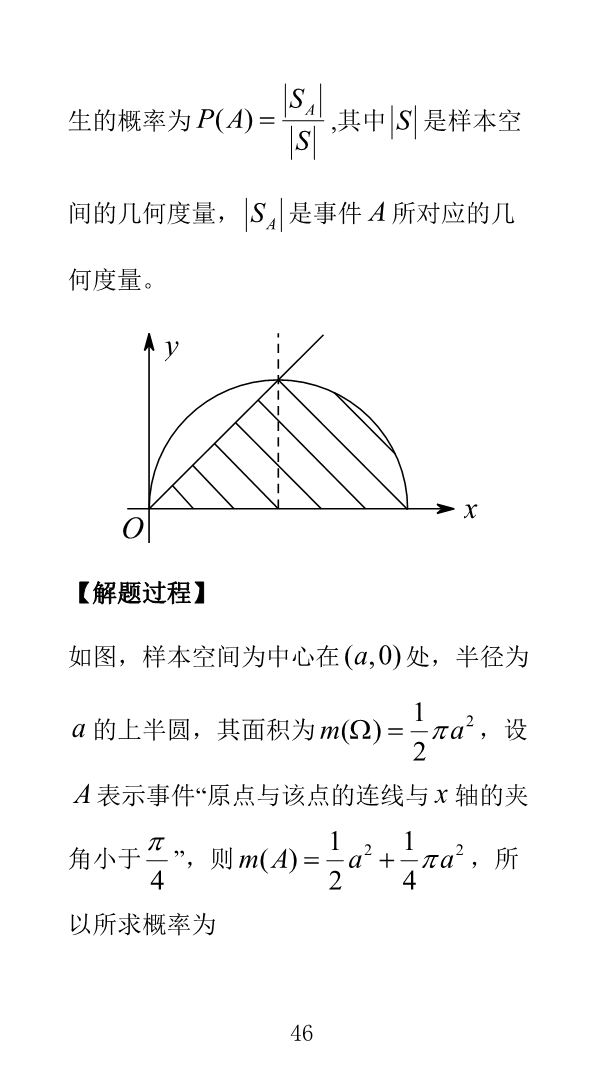 生的概率为 $P(A)=\frac{|S_A|}{|S|}$ ,其中 $|S|$ 是样本空
间的几何度量， $|S_A|$ 是事件 $A$ 所对应的几
何度量。
y
x
O
【解题过程】
如图，样本空间为中心在 $(a,0)$ 处，半径为
$a$ 的上半圆，其面积为 $m(\Omega)=\frac{1}{2}\pi a^2$ ，设
$A$ 表示事件“原点与该点的连线与 $x$ 轴的夹
角小于 $\frac{\pi}{4}$ ”，则 $m(A)=\frac{1}{2}a^2+\frac{1}{4}\pi a^2$ ，所
以所求概率为
46